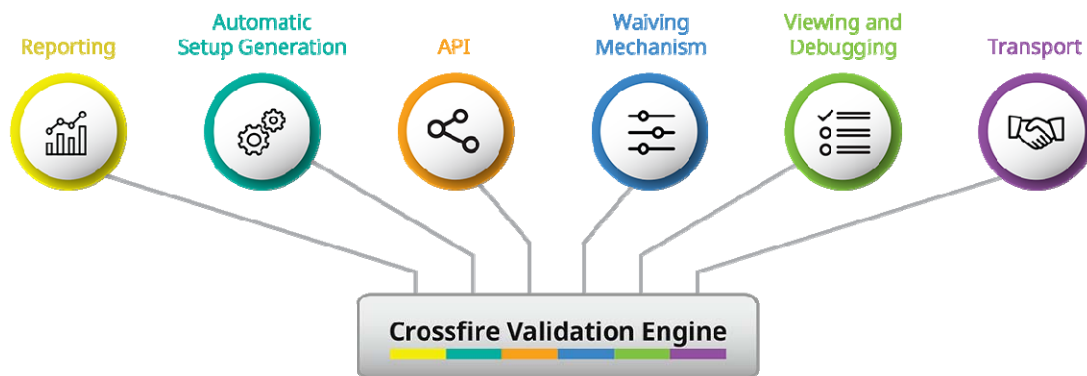 Reporting
Automatic
Setup Generation
API
Waiving
Mechanism
Viewing and
Debugging
Transport
Crossfire Validation Engine